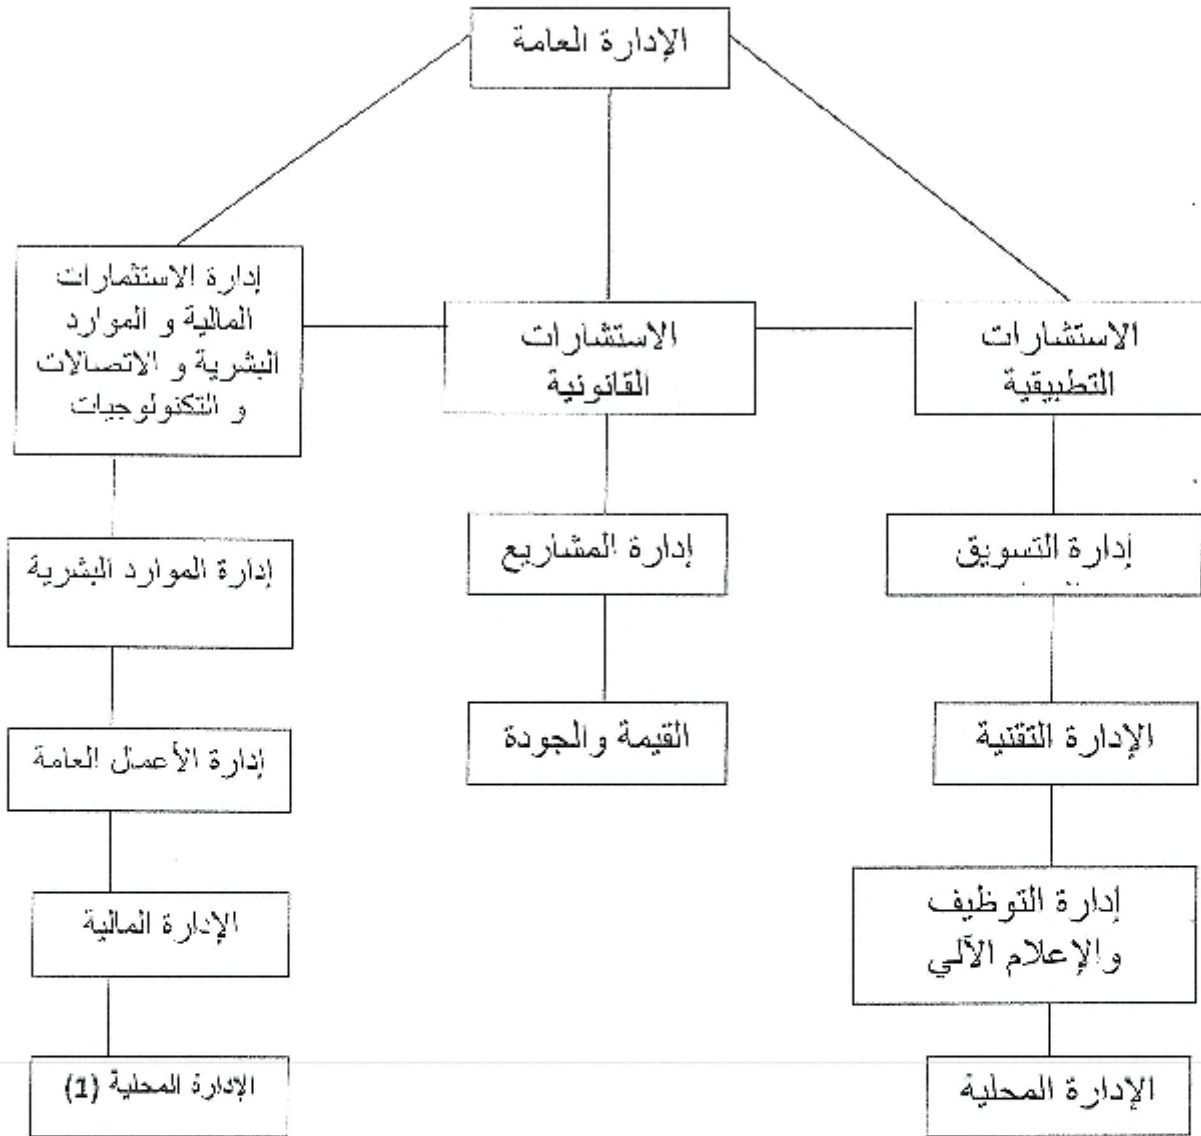 الإدارة العامة
الاستشارات
التطبيقية
الاستشارات
القانونية
إدارة الاستثمارات
المالية و الموارد
البشرية و الاتصالات
و التكنولوجيات
إدارة التسويق
إدارة المشاريع
إدارة الموارد البشرية
الإدارة التقنية
القيمة والجودة
إدارة الأعمال العامة
إدارة التوظيف
والإعلام الآلي
الإدارة المالية
الإدارة المحلية
الإدارة المحلية (1)